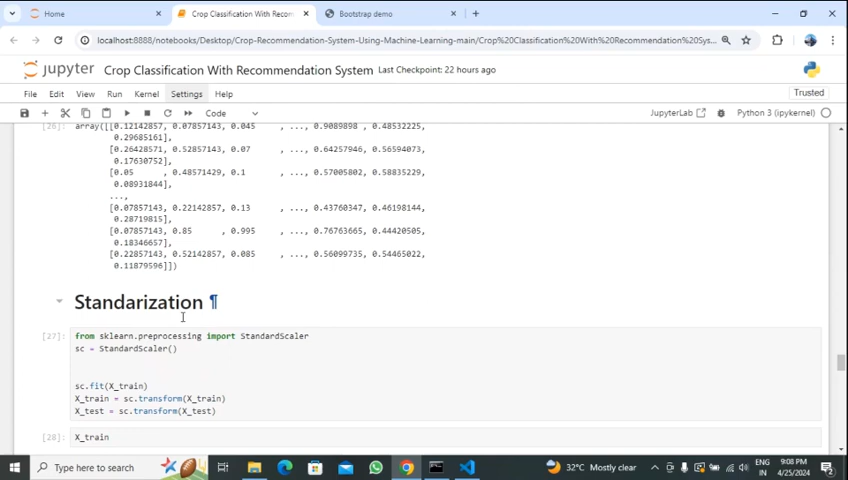 Home
Crop Classification With Recom
Bootstrap demo
localhost:8888/notebooks/Desktop/Crop-Recommendation-System-Using-Machine-Learning-main/Crop%20Classification%20With%20Recommendation%20Sys...
jupyter Crop Classification With Recommendation System Last Checkpoint: 22 hours ago
File Edit View Run Kernel Settings Help Trusted
Code JupyterLab Python 3 (ipykernel)
[26]: array([[0.12142857, 0.07857143, 0.045 , ..., 0.9089898 , 0.48532225,
0.29685161],
[0.26428571, 0.52857143, 0.07 , ..., 0.64257946, 0.56594073,
0.17630752],
[0.05 , 0.48571429, 0.1 , ..., 0.57005802, 0.58835229,
0.08931844],
...,
[0.07857143, 0.22142857, 0.13 , ..., 0.43760347, 0.46198144,
0.28719815],
[0.07857143, 0.85 , 0.995 , ..., 0.76763665, 0.44420505,
0.18346657],
[0.22857143, 0.52142857, 0.085 , ..., 0.56099735, 0.54465022,
0.11879596]])
Standarization ¶
[27]: from sklearn.preprocessing import StandardScaler
sc = StandardScaler()
sc.fit(X_train)
X_train = sc.transform(X_train)
X_test = sc.transform(X_test)
[28]: X_train
Type here to search
32°C Mostly clear
ENG
IN
9:08 PM
4/25/2024